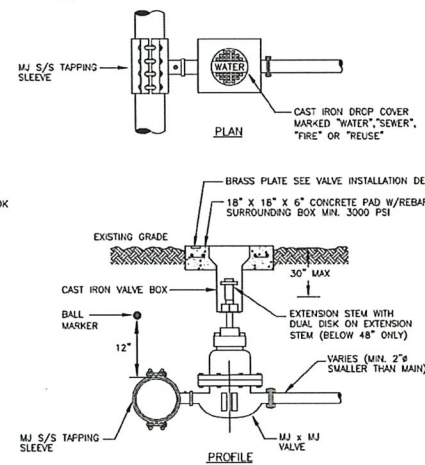 MJ S/S TAPPING
SLEEVE
WATER
CAST IRON DROP COVER
MARKED "WATER","SEWER",
"FIRE" OR "REUSE"
PLAN
BRASS PLATE SEE VALVE INSTALLATION DE
18" X 18" X 6" CONCRETE PAD W/REBAR
SURROUNDING BOX MIN. 3000 PSI
OK
EXISTING GRADE
30" MAX
CAST IRON VALVE BOX
BALL
MARKER
EXTENSION STEM WITH
DUAL DISK ON EXTENSION
STEM (BELOW 48" ONLY)
12"
VARIES (MIN. 2"ø
SMALLER THAN MAIN)
MJ S/S TAPPING
SLEEVE
MJ x MJ
VALVE
PROFILE